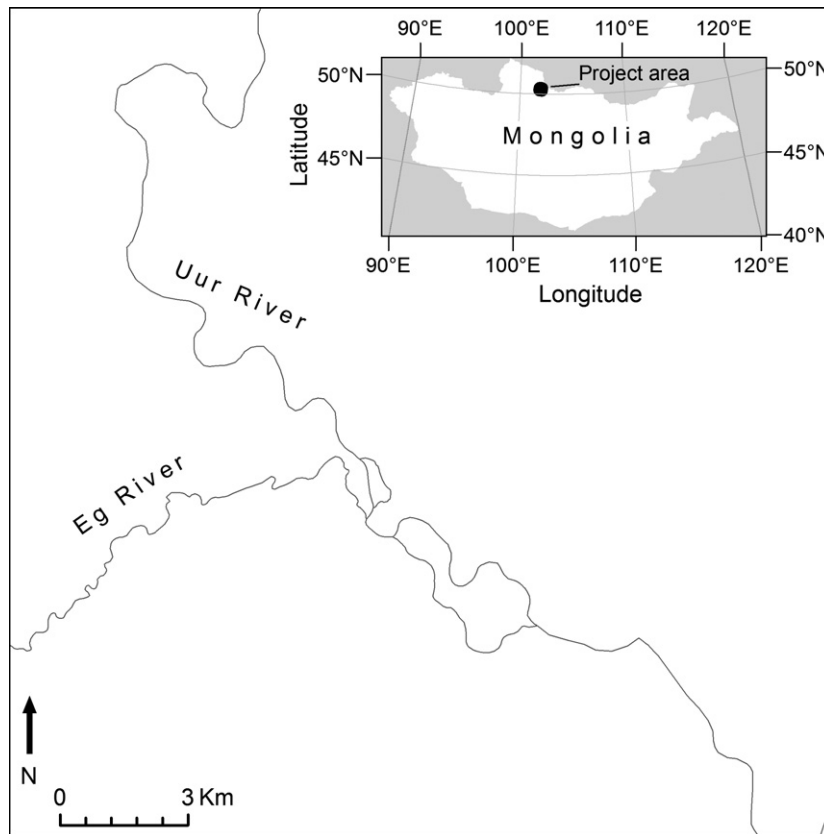 90°E 100°E 110°E 120°E
50°N 50°N
Project area
Mongolia
Latitude
45°N 45°N
40°N
90°E 100°E 110°E 120°E
Longitude
Uur River
Eg River
N
0 3 Km